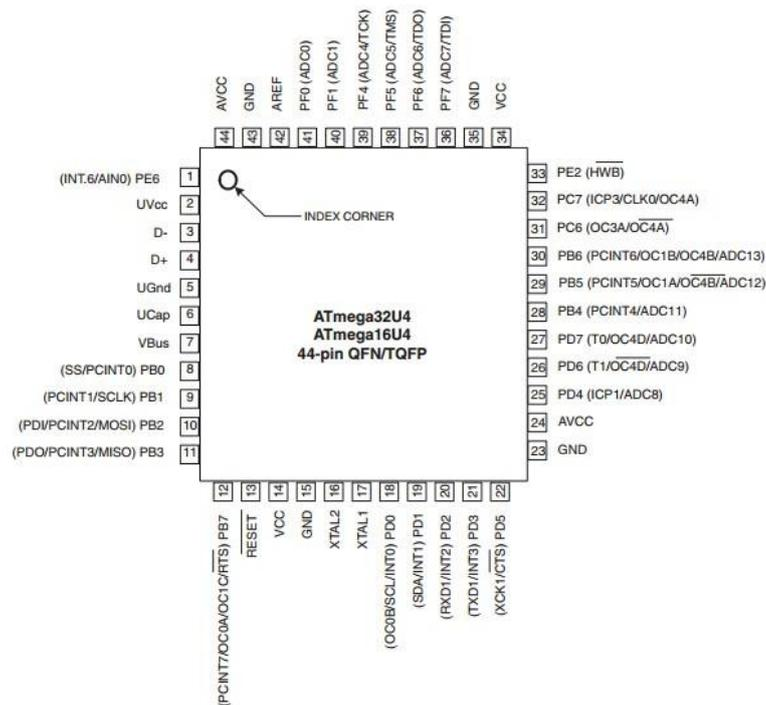 AVCC
GND
AREF
PF0 (ADC0)
PF1 (ADC1)
PF4 (ADC4/TCK)
PF5 (ADC5/TMS)
PF6 (ADC6/TDO)
PF7 (ADC7/TDI)
GND
VCC
44 43 42 41 40 39 38 37 36 35 34
(INT.6/AIN0) PE6 1
UVcc 2
D- 3
D+ 4
UGnd 5
UCap 6
VBus 7
(SS/PCINT0) PB0 8
(PCINT1/SCLK) PB1 9
(PDI/PCINT2/MOSI) PB2 10
(PDO/PCINT3/MISO) PB3 11
INDEX CORNER
ATmega32U4
ATmega16U4
44-pin QFN/TQFP
33 PE2 (HWB)
32 PC7 (ICP3/CLK0/OC4A)
31 PC6 (OC3A/OC4A)
30 PB6 (PCINT6/OC1B/OC4B/ADC13)
29 PB5 (PCINT5/OC1A/OC4B/ADC12)
28 PB4 (PCINT4/ADC11)
27 PD7 (T0/OC4D/ADC10)
26 PD6 (T1/OC4D/ADC9)
25 PD4 (ICP1/ADC8)
24 AVCC
23 GND
12 13 14 15 16 17 18 19 20 21 22
(PCINT7/OC0A/OC1C/RTS) PB7
RESET
VCC
GND
XTAL2
XTAL1
(OC0B/SCL/INT0) PD0
(SDA/INT1) PD1
(RXD1/INT2) PD2
(TXD1/INT3) PD3
(XCK1/CTS) PD5